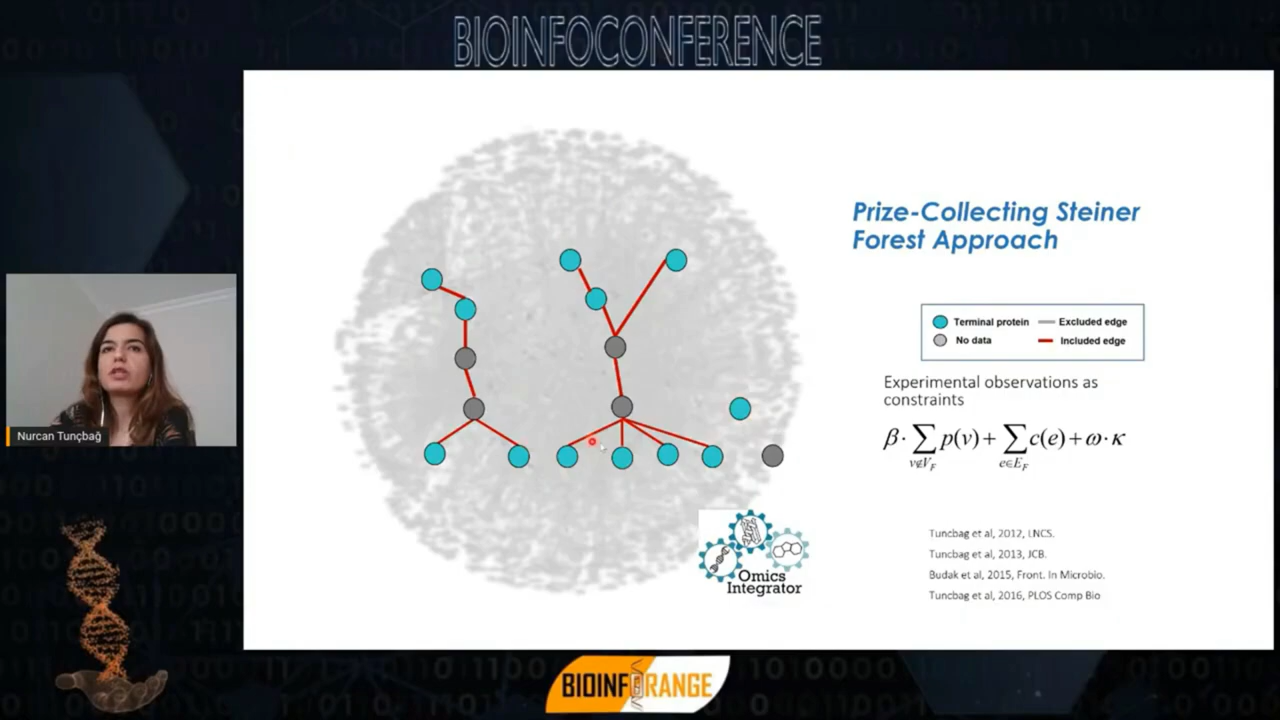 BIOINFOCONFERENCE
Prize-Collecting Steiner
Forest Approach
Terminal protein
Excluded edge
No data
Included edge
Experimental observations as
constraints
β · ∑ p(v) + ∑ c(e) + ω · κ
v∉V_F e∈E_F
Nurcan Tunçbağ
Omics
Integrator
Tuncbag et al, 2012, LNCS.
Tuncbag et al, 2013, JCB.
Budak et al, 2015, Front. In Microbio.
Tuncbag et al, 2016, PLOS Comp Bio
BIOINFORANGE